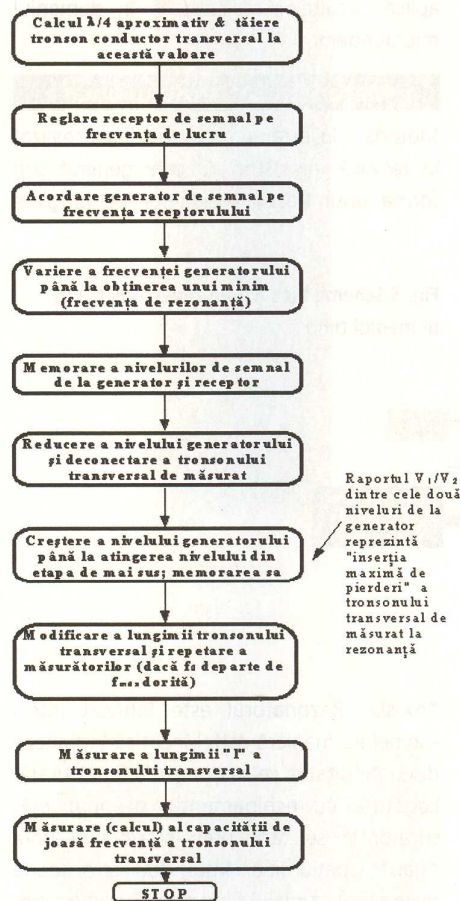 Calcul λ/4 aproximativ & tăiere
tronson conductor transversal la
această valoare
Reglare receptor de semnal pe
frecvența de lucru
Acordare generator de semnal pe
frecvența receptorulului
Variere a frecvenței generatorului
până la obținerea unui minim
(frecvența de rezonanță)
Memorare a nivelurilor de semnal
de la generator și receptor
Reducere a nivelului generatorului
și deconectare a tronsonului
transversal de măsurat
Creștere a nivelului generatorului
până la atingerea nivelului din
etapa de mai sus; memorarea sa
Raportul V₁/V₂
dintre cele două
niveluri de la
generator
reprezintă
"inserția
maximă de
pierderi" a
tronsonului
transversal de
măsurat la
rezonanță
Modificare a lungimii tronsonului
transversal și repetare a
măsurătorilor (dacă f₀ departe de
dorită)
Măsurare a lungimii "l" a
tronsonului transversal
Măsurare (calcul) al capacității de
joasă frecvență a tronsonului
transversal
STOP